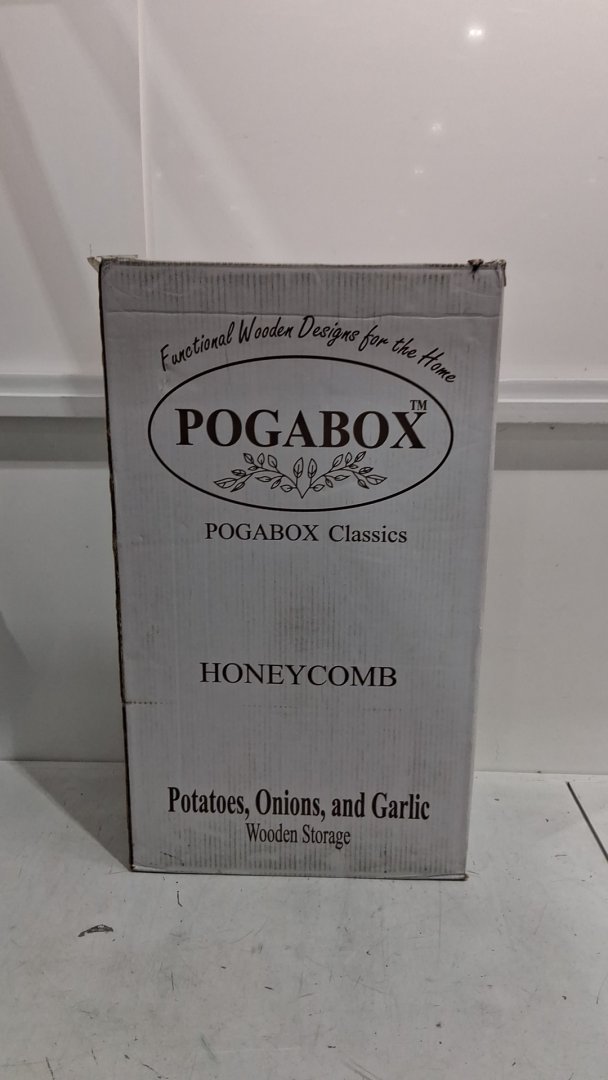 Functional Wooden Designs for the Home
POGABOX™
POGABOX Classics
HONEYCOMB
Potatoes, Onions, and Garlic
Wooden Storage